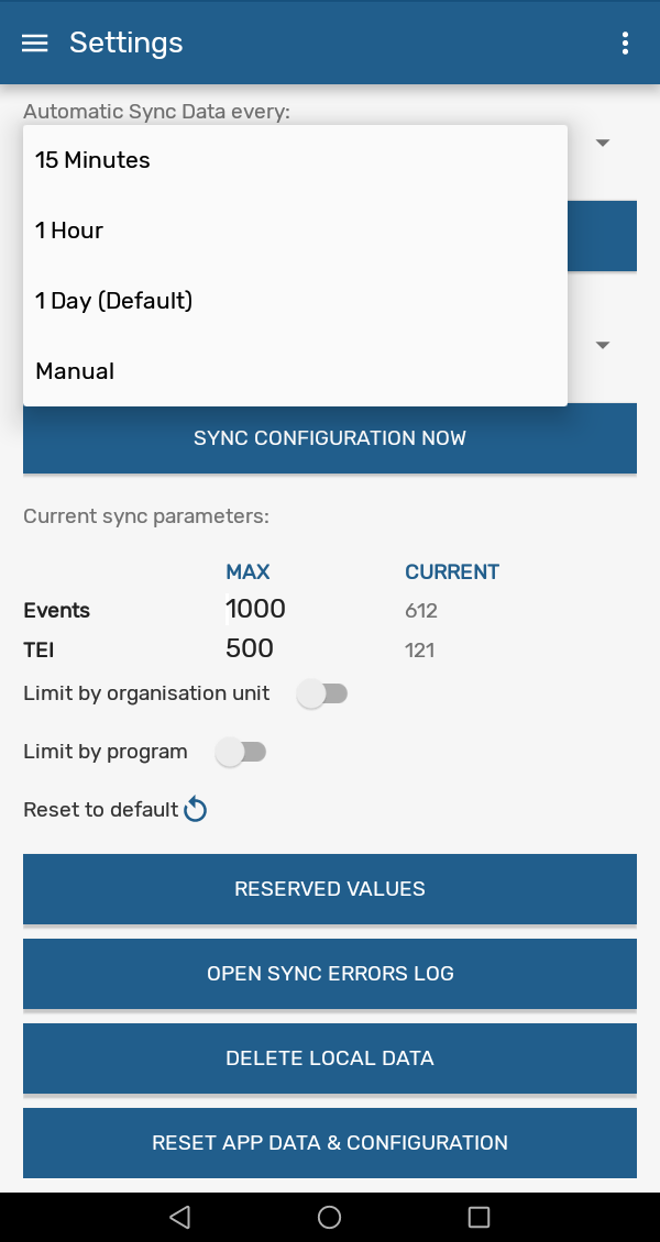 Settings
Automatic Sync Data every:
15 Minutes
1 Hour
1 Day (Default)
Manual
SYNC CONFIGURATION NOW
Current sync parameters:
MAX CURRENT
Events 1000 612
TEI 500 121
Limit by organisation unit
Limit by program
Reset to default
RESERVED VALUES
OPEN SYNC ERRORS LOG
DELETE LOCAL DATA
RESET APP DATA & CONFIGURATION